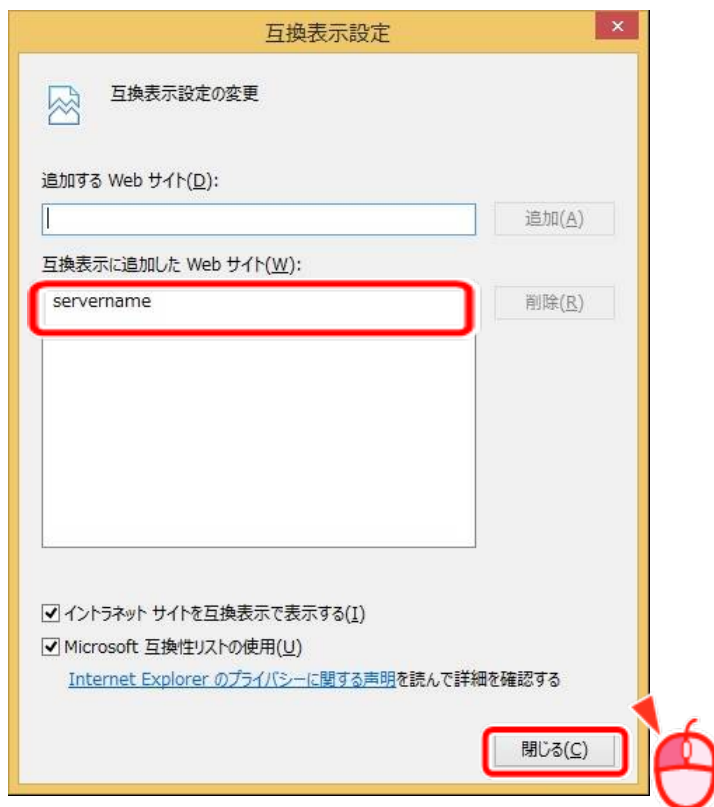 互換表示設定
互換表示設定の変更
追加する Web サイト(D):
追加(A)
互換表示に追加した Web サイト(W):
servername
削除(R)
イントラネット サイトを互換表示で表示する(I)
Microsoft 互換性リストの使用(U)
Internet Explorer のプライバシーに関する声明を読んで詳細を確認する
閉じる(C)